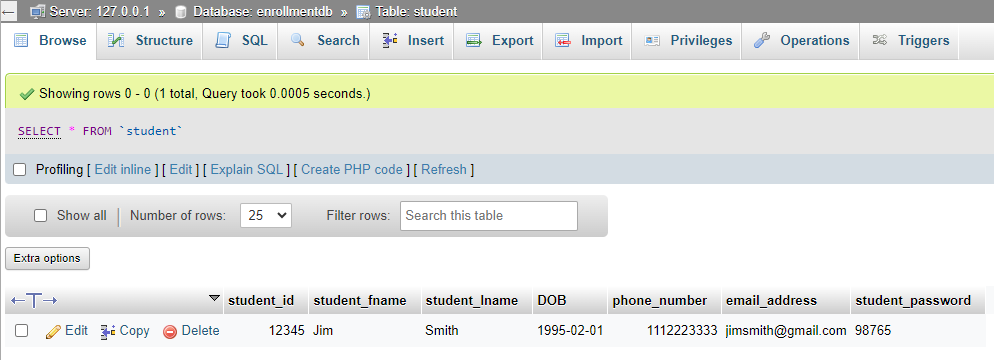 Server: 127.0.0.1 » Database: enrollmentdb » Table: student
Browse Structure SQL Search Insert Export Import Privileges Operations Triggers
Showing rows 0 - 0 (1 total, Query took 0.0005 seconds.)
SELECT * FROM `student`
Profiling [ Edit inline ] [ Edit ] [ Explain SQL ] [ Create PHP code ] [ Refresh ]
Show all Number of rows: 25 Filter rows: Search this table
Extra options
student_id student_fname student_lname DOB phone_number email_address student_password
Edit Copy Delete 12345 Jim Smith 1995-02-01 1112223333 jimsmith@gmail.com 98765